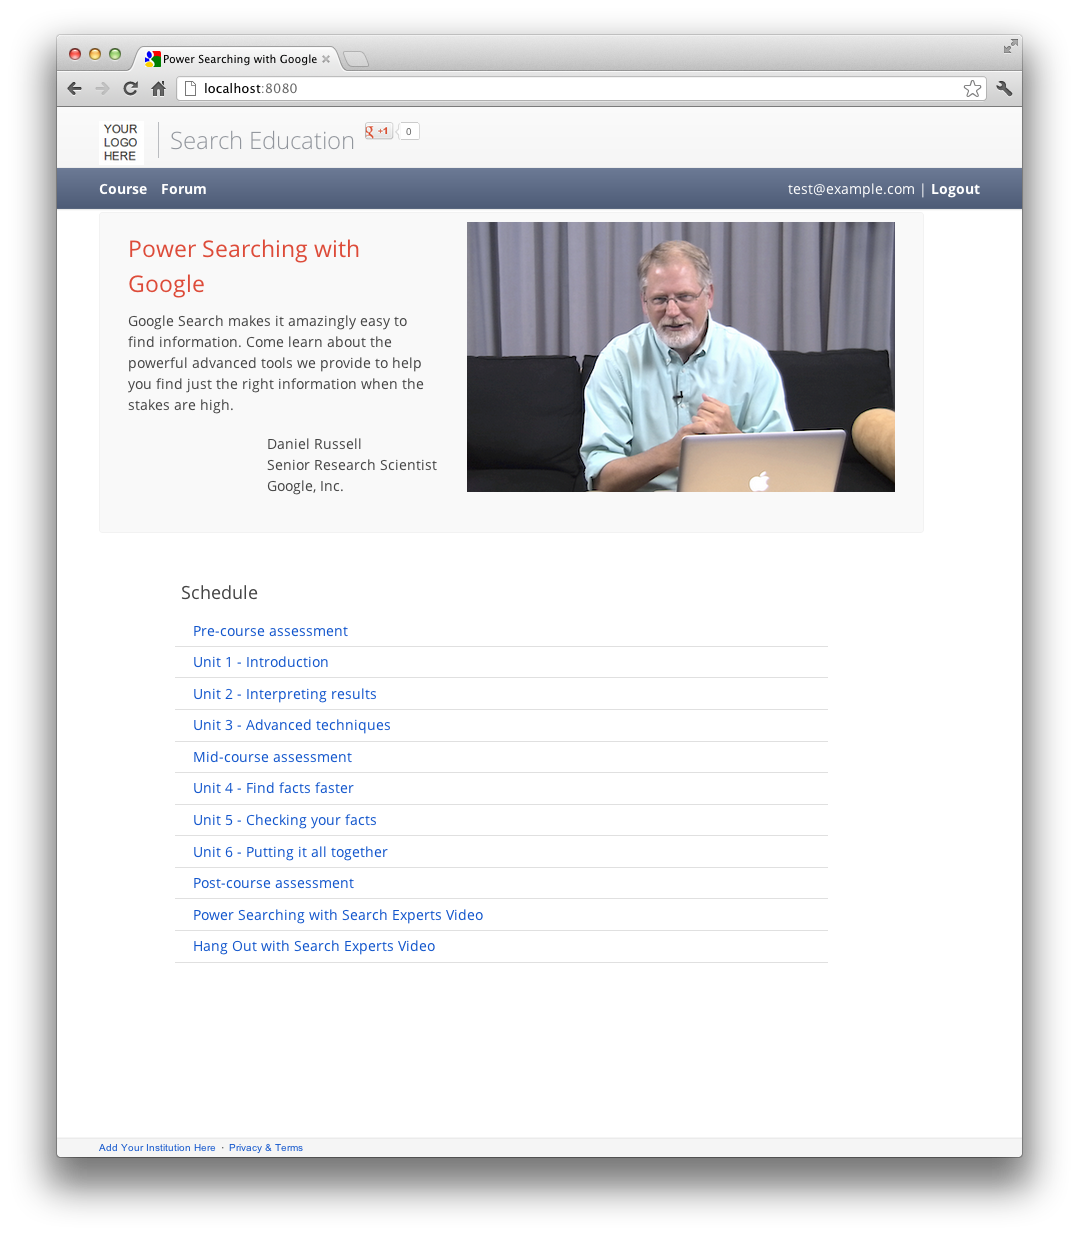 Power Searching with Google
localhost:8080
YOUR
LOGO
HERE
Search Education
g +1
0
Course Forum
test@example.com | Logout
Power Searching with
Google
Google Search makes it amazingly easy to
find information. Come learn about the
powerful advanced tools we provide to help
you find just the right information when the
stakes are high.
Daniel Russell
Senior Research Scientist
Google, Inc.
Schedule
Pre-course assessment
Unit 1 - Introduction
Unit 2 - Interpreting results
Unit 3 - Advanced techniques
Mid-course assessment
Unit 4 - Find facts faster
Unit 5 - Checking your facts
Unit 6 - Putting it all together
Post-course assessment
Power Searching with Search Experts Video
Hang Out with Search Experts Video
Add Your Institution Here · Privacy & Terms